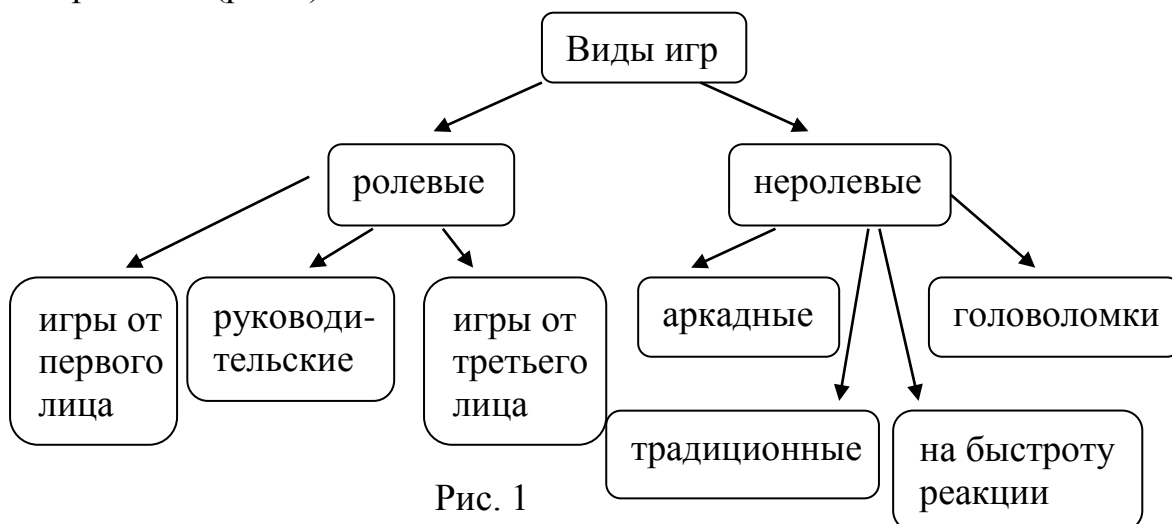 Виды игр
ролевые
неролевые
игры от
первого
лица
руководи-
тельские
игры от
третьего
лица
аркадные
головоломки
традиционные
на быстроту
реакции
Рис. 1